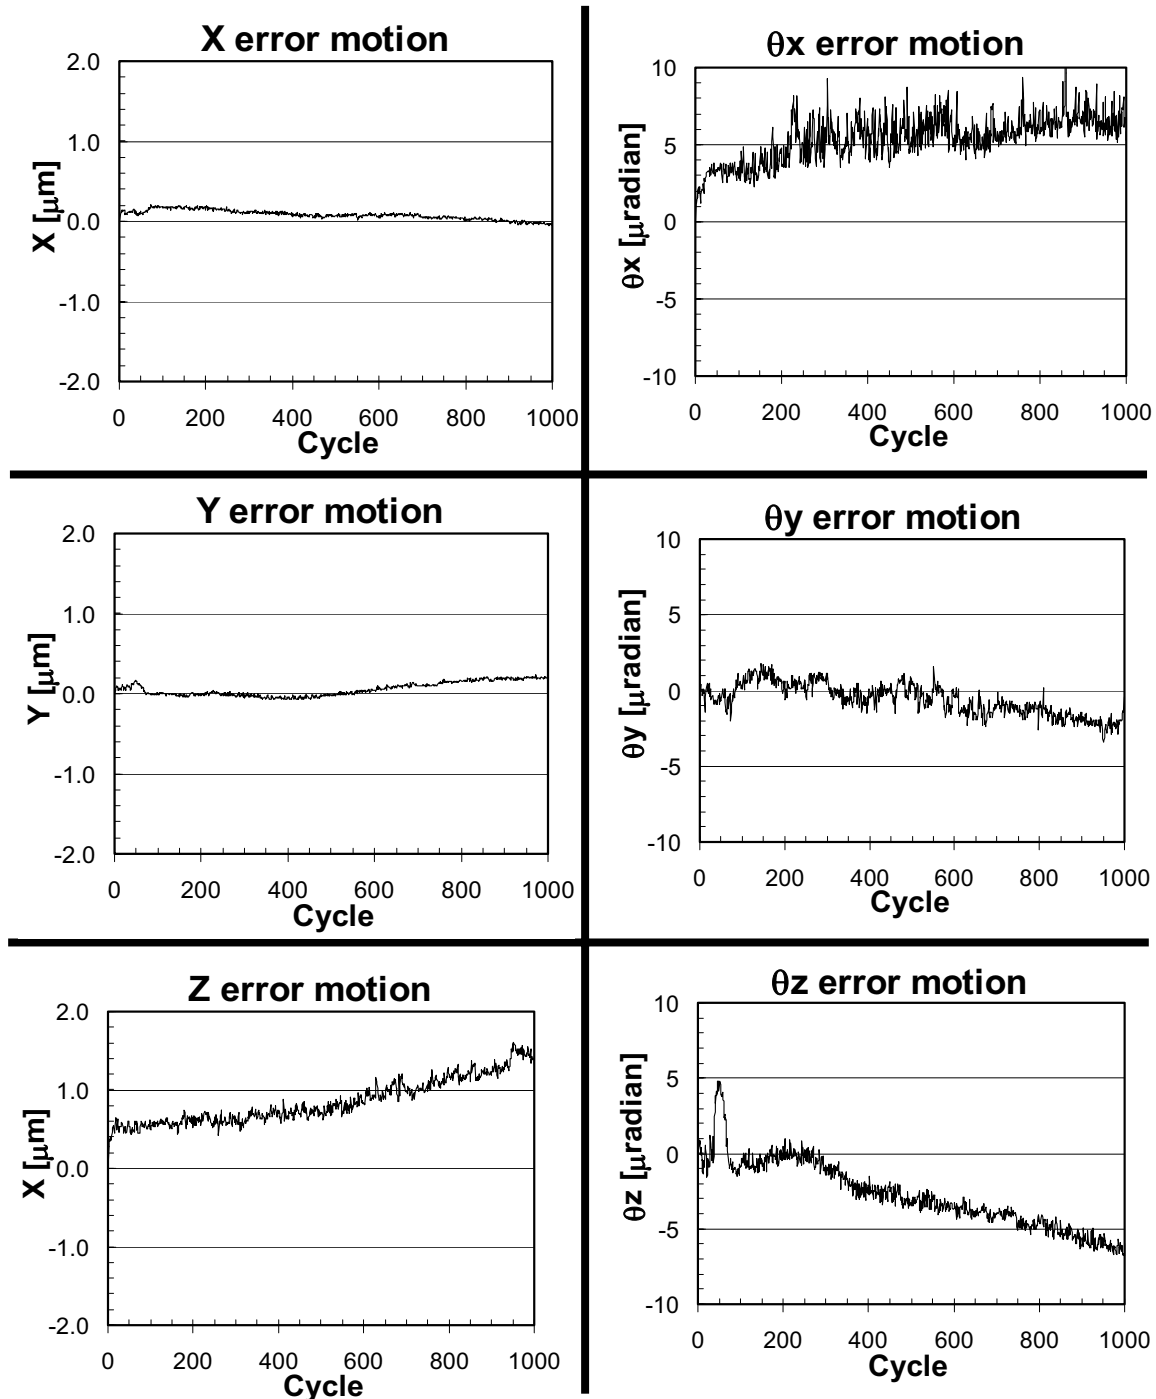 X error motion
2.0
1.0
0.0
-1.0
-2.0
X [μm]
0 200 400 600 800 1000
Cycle
θx error motion
10
5
0
-5
-10
θx [μradian]
0 200 400 600 800 1000
Cycle
Y error motion
2.0
1.0
0.0
-1.0
-2.0
Y [μm]
0 200 400 600 800 1000
Cycle
θy error motion
10
5
0
-5
-10
θy [μradian]
0 200 400 600 800 1000
Cycle
Z error motion
2.0
1.0
0.0
-1.0
-2.0
X [μm]
0 200 400 600 800 1000
Cycle
θz error motion
10
5
0
-5
-10
θz [μradian]
0 200 400 600 800 1000
Cycle